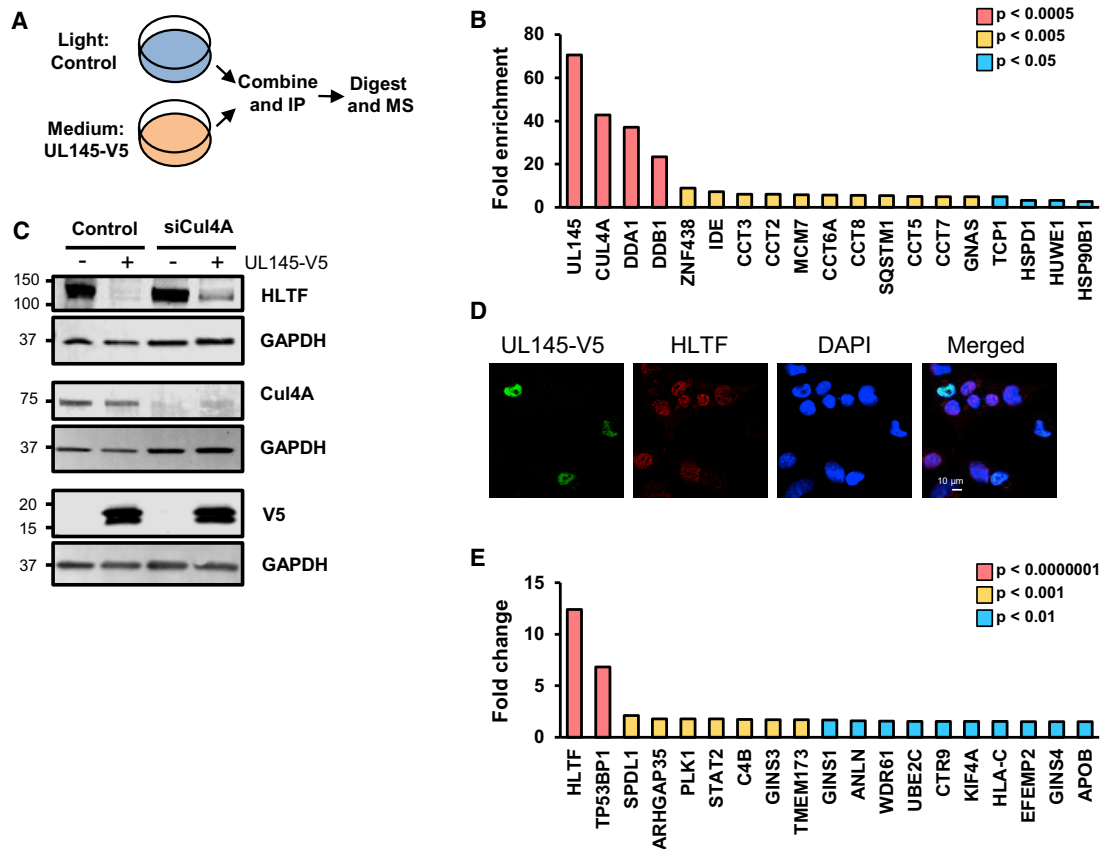 A
Light:
Control
Medium:
UL145-V5
Combine
and IP
Digest
and MS
B
Fold enrichment
80
60
40
20
0
p < 0.0005
p < 0.005
p < 0.05
UL145
CUL4A
DDA1
DDB1
ZNF438
IDE
CCT3
CCT2
MCM7
CCT6A
CCT8
SQSTM1
CCT5
CCT7
GNAS
TCP1
HSPD1
HUWE1
HSP90B1
C
Control
siCul4A
- + - + UL145-V5
150
100
HLTF
37
GAPDH
75
Cul4A
37
GAPDH
20
15
V5
37
GAPDH
D
UL145-V5
HLTF
DAPI
Merged
10 µm
E
Fold change
15
10
5
0
p < 0.0000001
p < 0.001
p < 0.01
HLTF
TP53BP1
SPDL1
ARHGAP35
PLK1
STAT2
C4B
GINS3
TMEM173
GINS1
ANLN
WDR61
UBE2C
CTR9
KIF4A
HLA-C
EFEMP2
GINS4
APOB